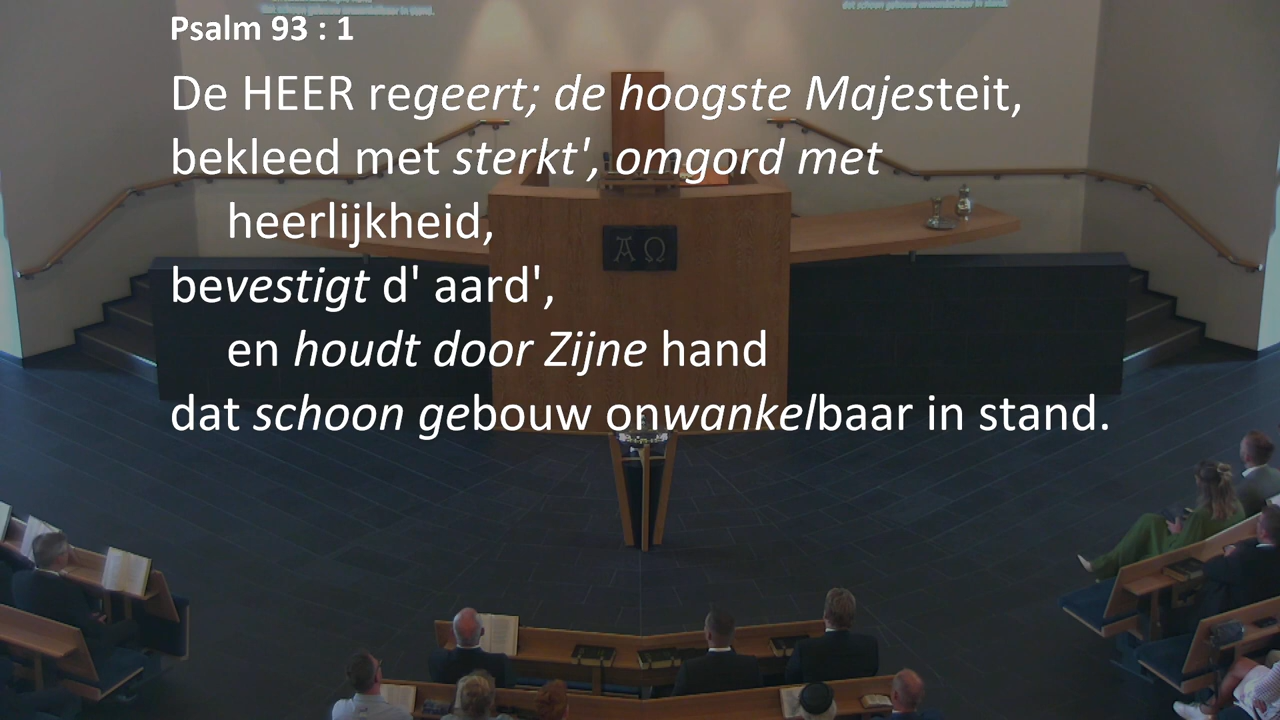 Psalm 93 : 1
De HEER regeert; de hoogste Majesteit,
bekleed met sterkt', omgord met
heerlijkheid,
bevestigt d' aard',
en houdt door Zijne hand
dat schoon gebouw onwankelbaar in stand.
Α Ω